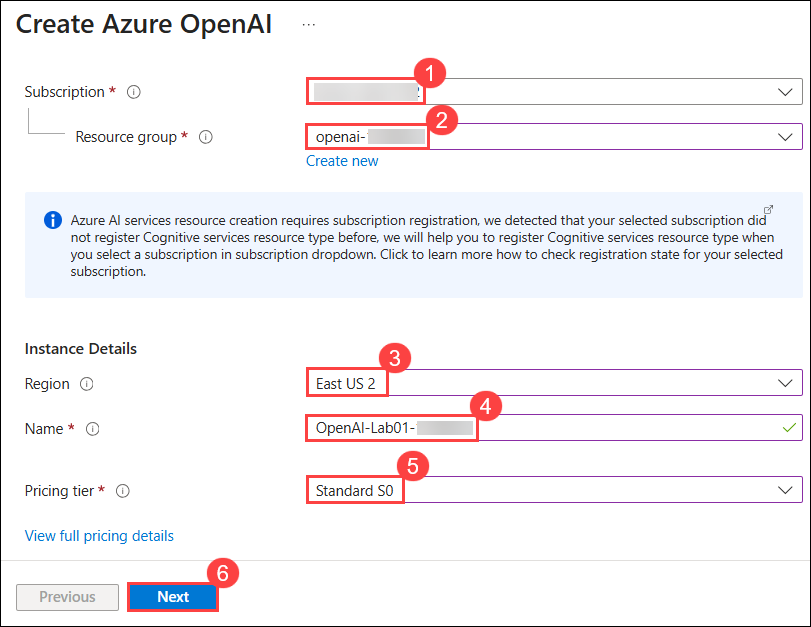 Create Azure OpenAI ...
1
Subscription *
2
Resource group * openai-
Create new
Azure AI services resource creation requires subscription registration, we detected that your selected subscription did
not register Cognitive services resource type before, we will help you to register Cognitive services resource type when
you select a subscription in subscription dropdown. Click to learn more how to check registration state for your selected
subscription.
Instance Details
3
Region East US 2
4
Name * OpenAI-Lab01-
5
Pricing tier * Standard S0
View full pricing details
6
Previous Next